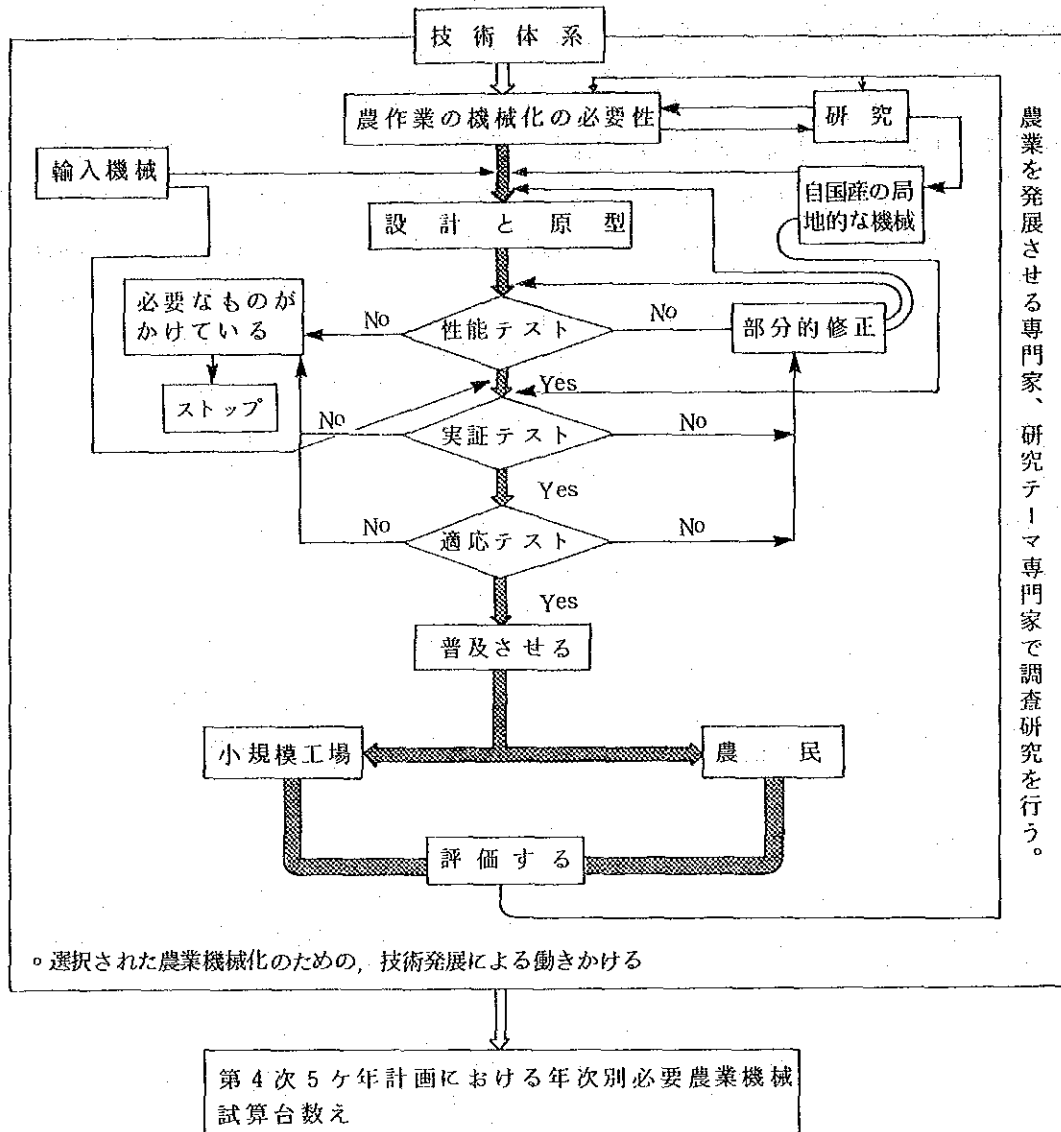 技術体系
農作業の機械化の必要性
研究
輸入機械
自国産の局
地的な機械
設計と原型
必要なものが
かけている
No
性能テスト
No
部分的修正
ストップ
Yes
No
実証テスト
No
Yes
No
適応テスト
No
Yes
普及させる
小規模工場
農民
評価する
農業を発展させる専門家、研究テーマ専門家で調査研究を行う。
○選択された農業機械化のための,技術発展による働きかける
第4次5ケ年計画における年次別必要農業機械
試算台数え